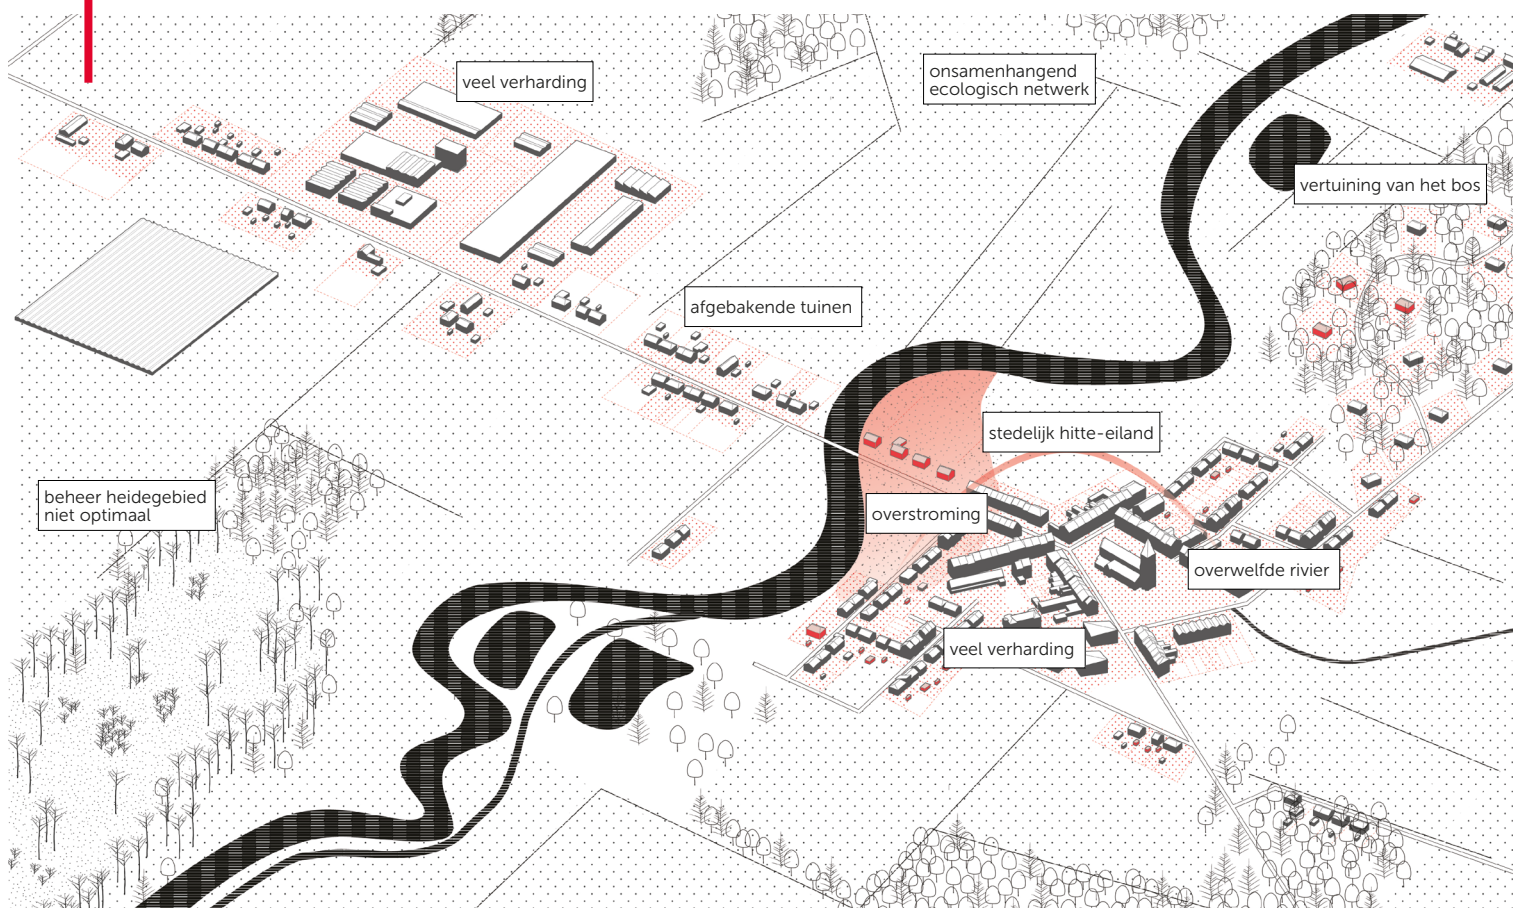 veel verharding
onsamenhangend
ecologisch netwerk
vertuining van het bos
afgebakende tuinen
stedelijk hitte-eiland
beheer heidegebied
niet optimaal
overstroming
overwelfde rivier
veel verharding